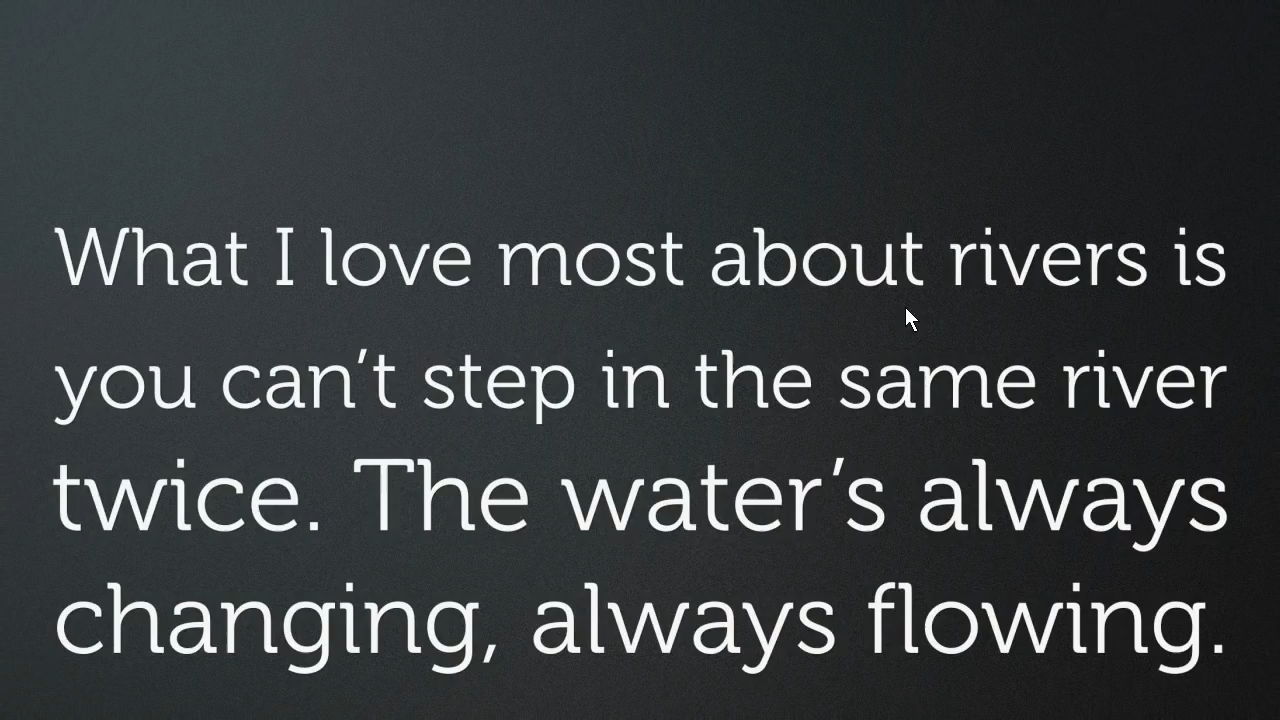 What I love most about rivers is
you can’t step in the same river
twice. The water’s always
changing, always flowing.